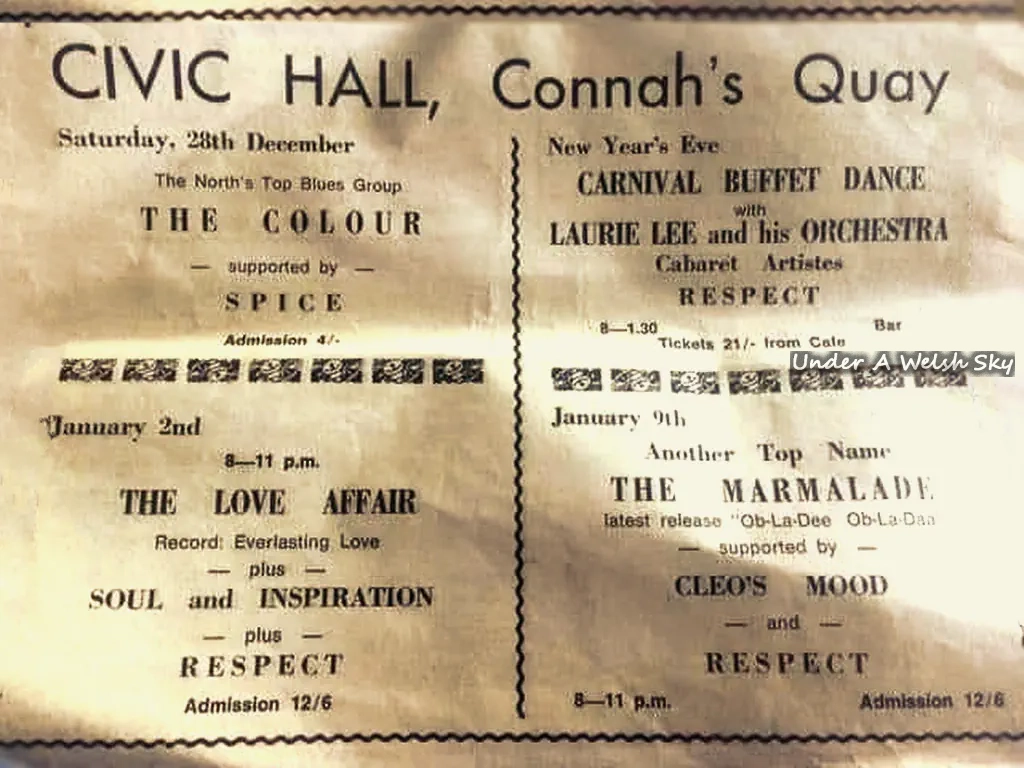 CIVIC HALL, Connah's Quay
Saturday, 28th December
The North's Top Blues Group
THE COLOUR
— supported by —
SPICE
Admission 4/-
January 2nd
8—11 p.m.
THE LOVE AFFAIR
Record: Everlasting Love
— plus —
SOUL and INSPIRATION
— plus —
RESPECT
Admission 12/6
New Year's Eve
CARNIVAL BUFFET DANCE
with
LAURIE LEE and his ORCHESTRA
Cabaret Artistes
RESPECT
8—1.30 Bar
Tickets 21/- from Cafe
Under A Welsh Sky
January 9th
Another Top Name
THE MARMALADE
latest release "Ob-La-Dee Ob-La-Daa
— supported by —
CLEO'S MOOD
— and —
RESPECT
8—11 p.m. Admission 12/6